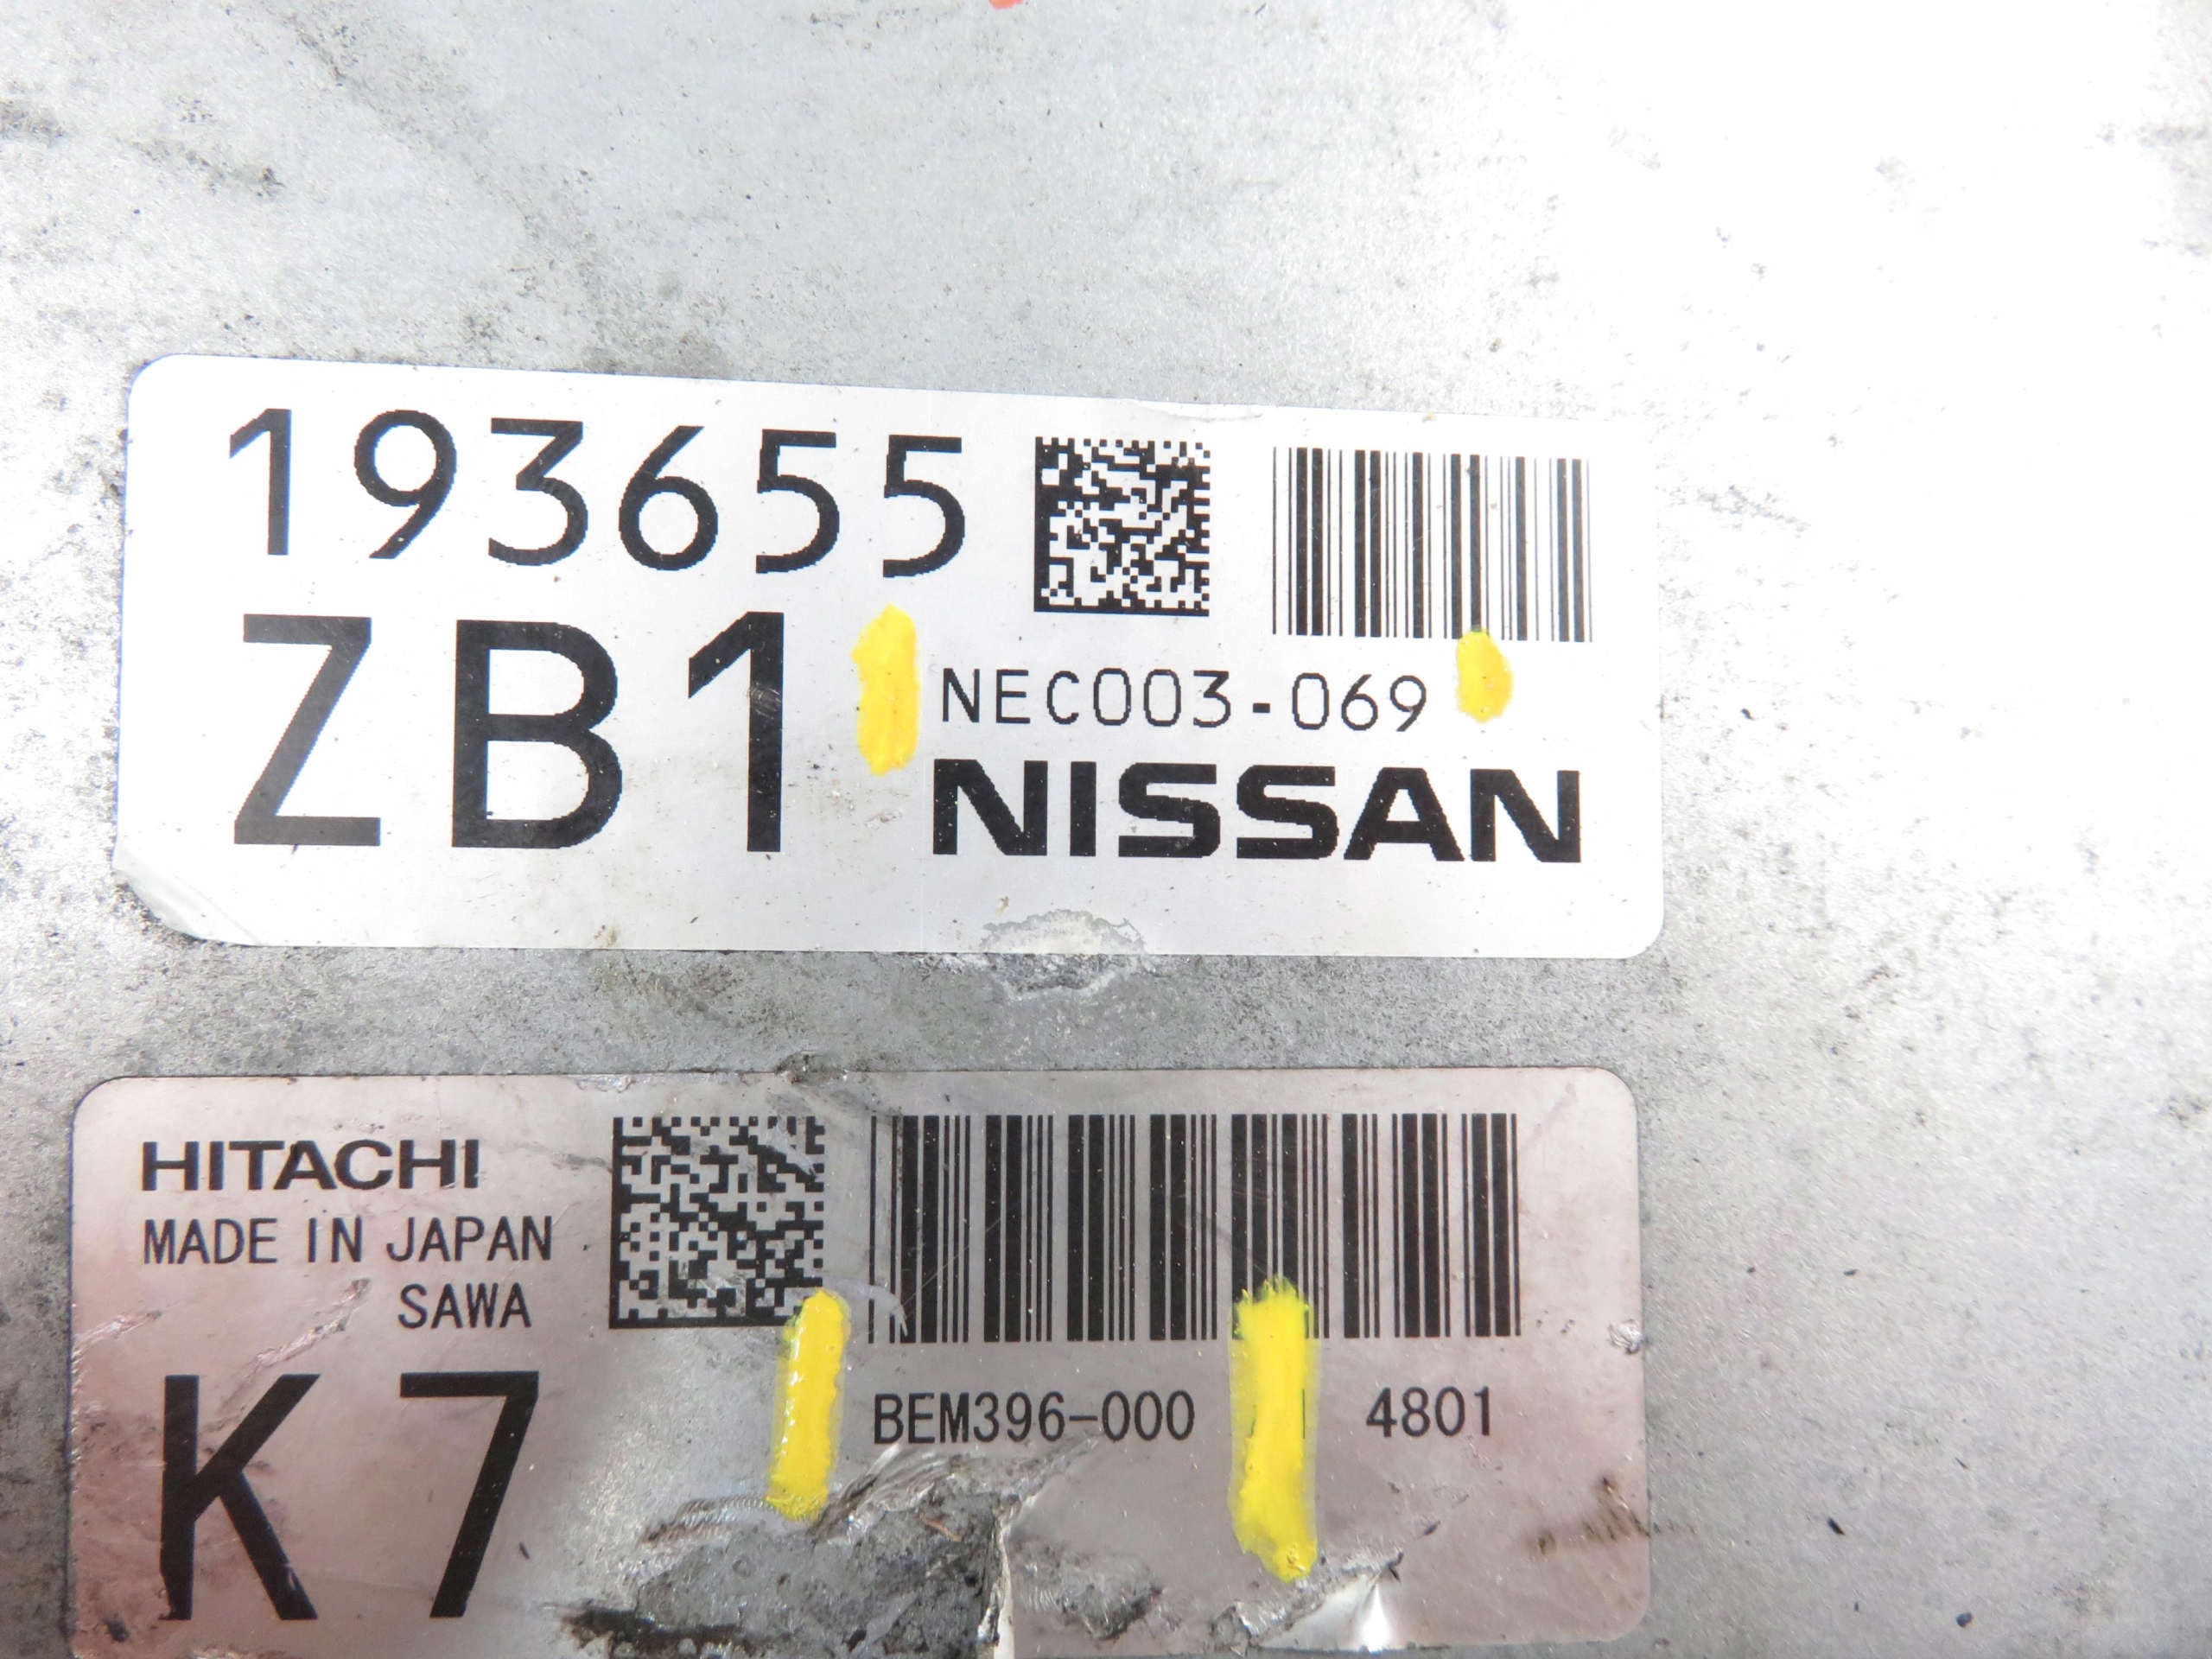 193655
ZB1
NEC003-069
NISSAN
HITACHI
MADE IN JAPAN
SAWA
K7
BEM396-000 4801